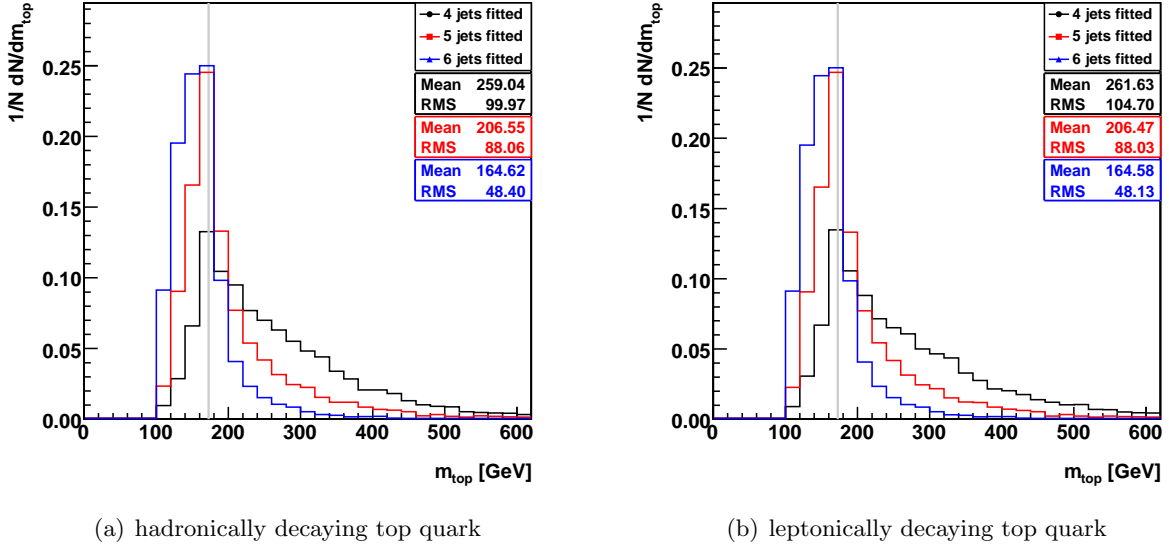 1/N dN/dm_top
4 jets fitted
5 jets fitted
6 jets fitted
Mean 259.04
RMS 99.97
Mean 206.55
RMS 88.06
Mean 164.62
RMS 48.40
0.25
0.20
0.15
0.10
0.05
0.00
0 100 200 300 400 500 600
m_top [GeV]
(a) hadronically decaying top quark
1/N dN/dm_top
4 jets fitted
5 jets fitted
6 jets fitted
Mean 261.63
RMS 104.70
Mean 206.47
RMS 88.03
Mean 164.58
RMS 48.13
0.25
0.20
0.15
0.10
0.05
0.00
0 100 200 300 400 500 600
m_top [GeV]
(b) leptonically decaying top quark